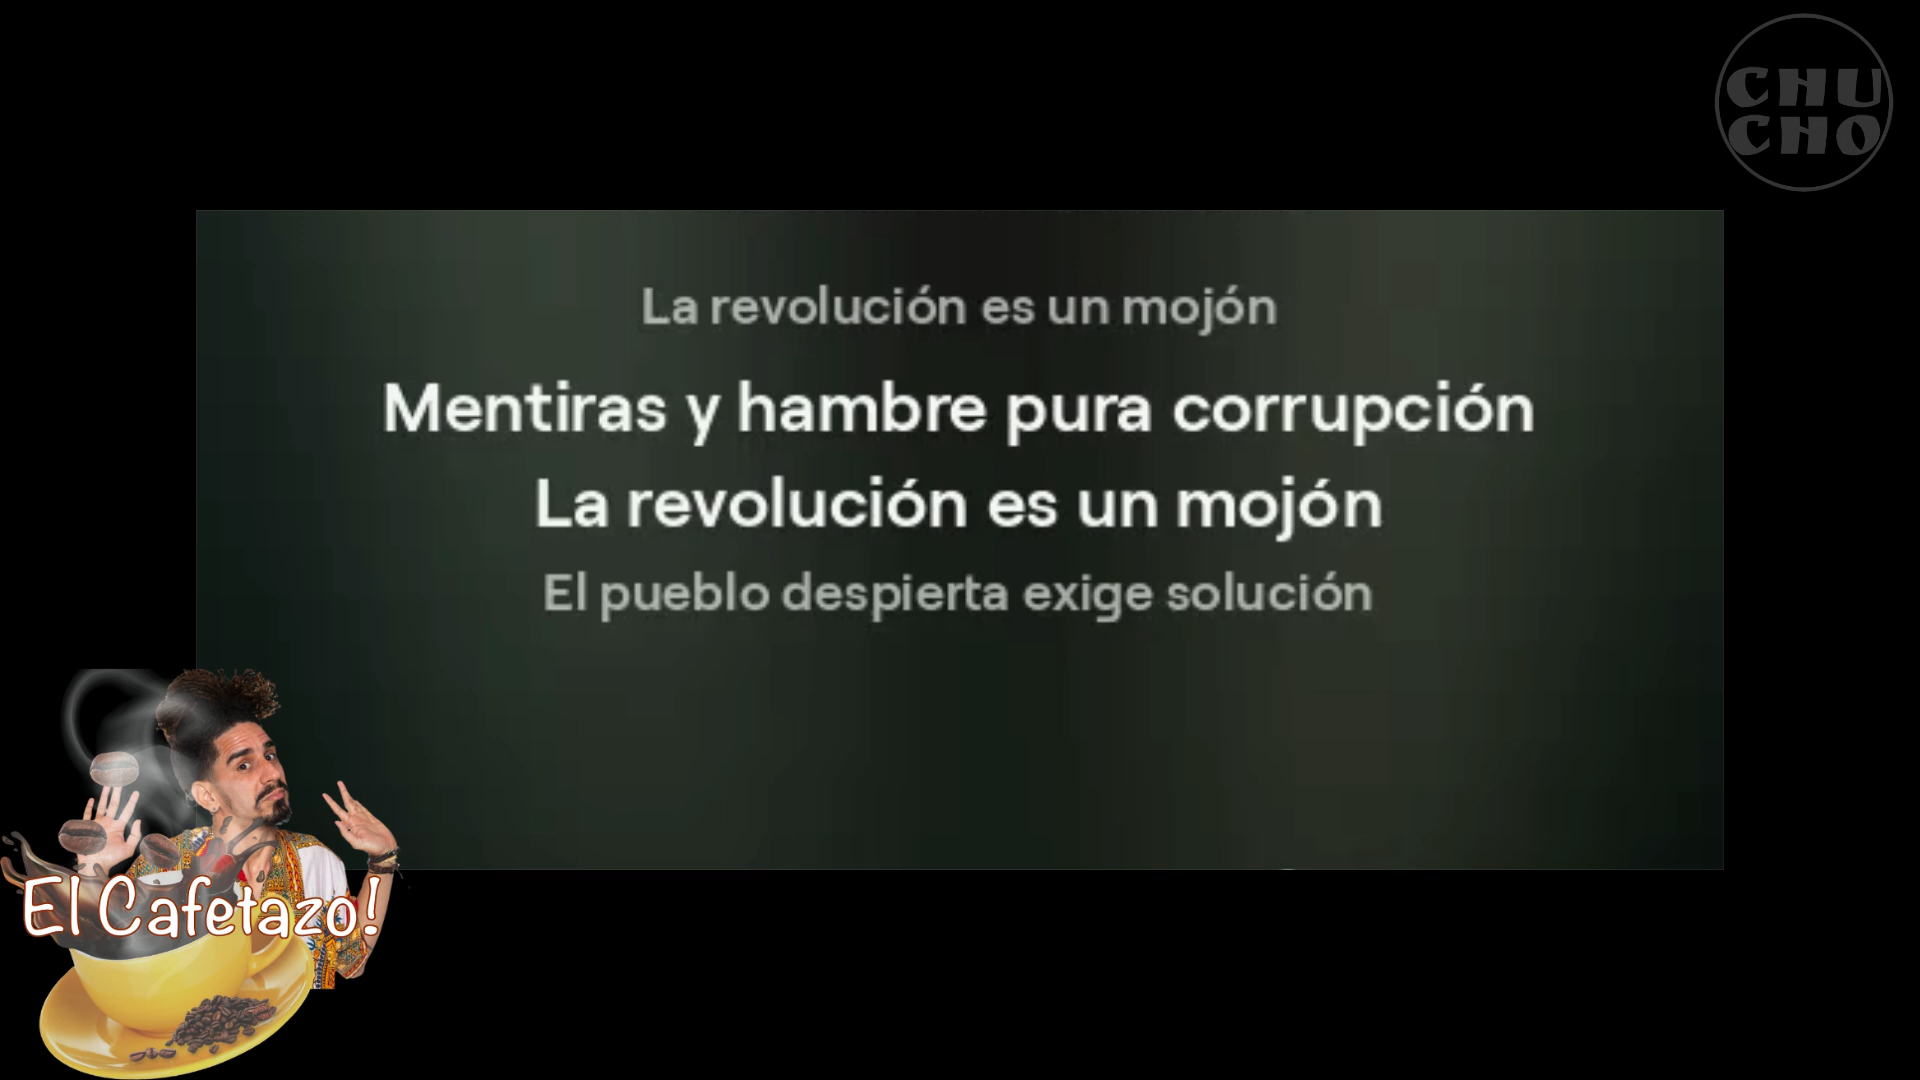 CHU
CHO
La revolución es un mojón
Mentiras y hambre pura corrupción
La revolución es un mojón
El pueblo despierta exige solución
El Cafetazo!